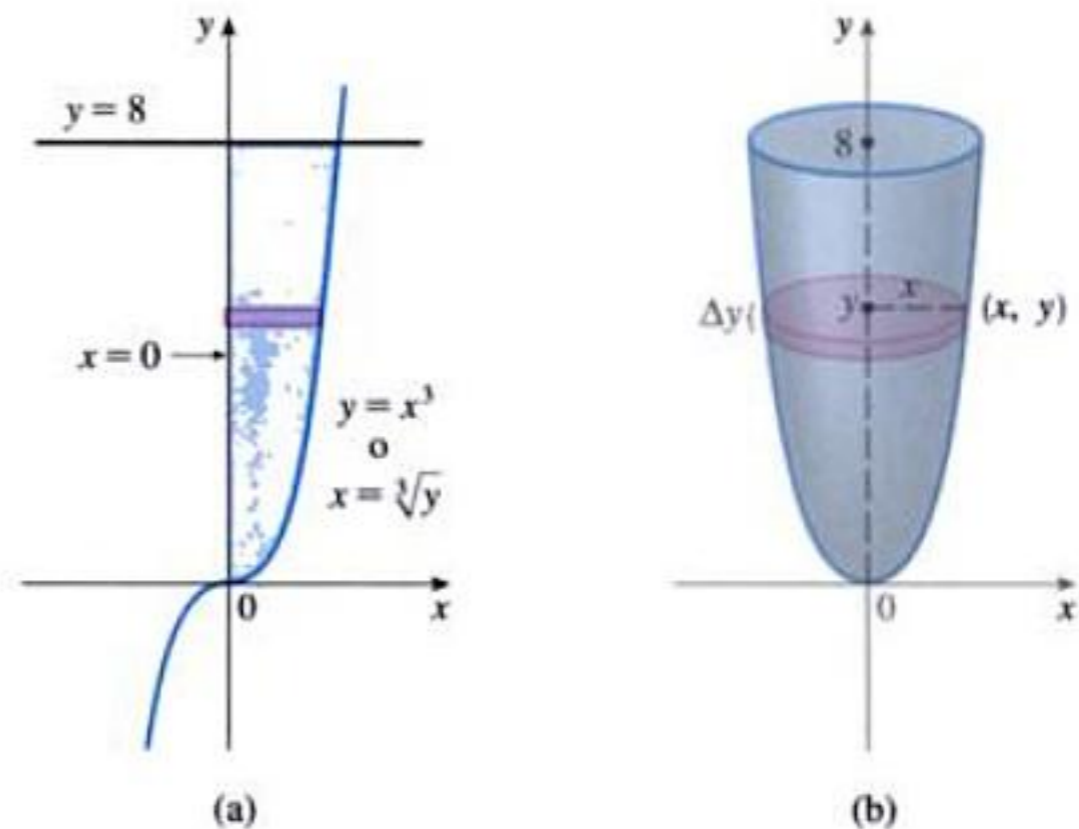 y
y = 8
x = 0
y = x³
o
x = ∛y
0
x
(a)
y
8
y
x
Δy{
(x, y)
0
x
(b)